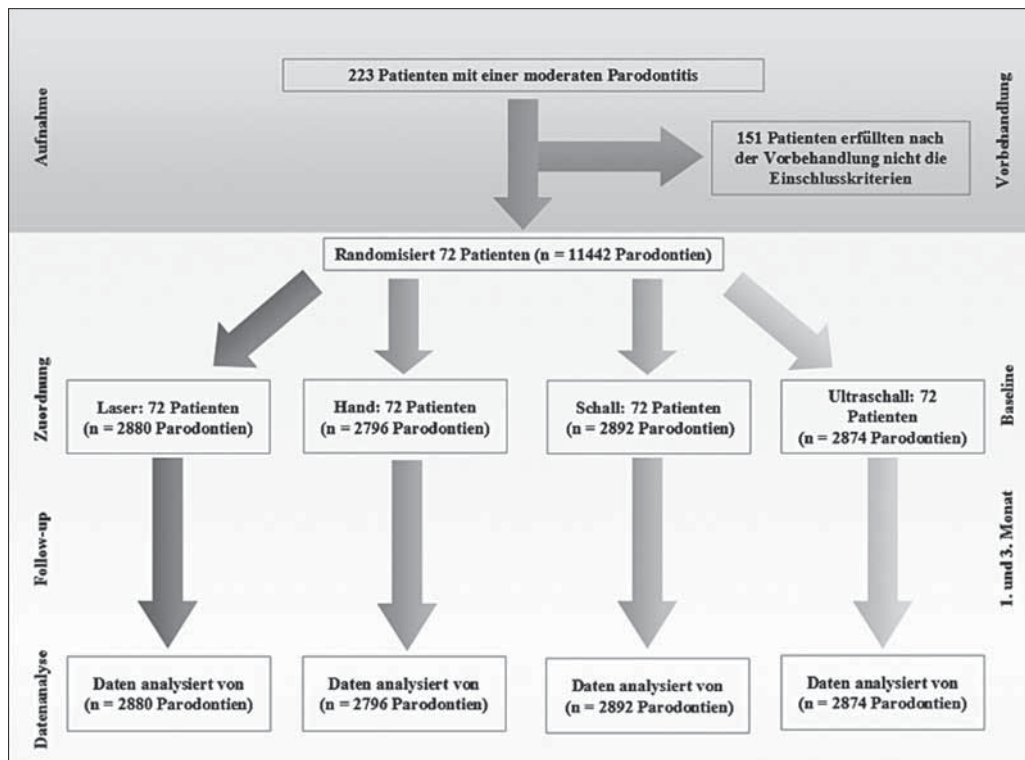 Aufnahme
223 Patienten mit einer moderaten Parodontitis
151 Patienten erfüllten nach
der Vorbehandlung nicht die
Einschlusskriterien
Vorbehandlung
Randomisiert 72 Patienten (n = 11442 Parodontien)
Zuordnung
Laser: 72 Patienten
(n = 2880 Parodontien)
Hand: 72 Patienten
(n = 2796 Parodontien)
Schall: 72 Patienten
(n = 2892 Parodontien)
Ultraschall: 72
Patienten
(n = 2874 Parodontien)
Baseline
Follow-up
1. und 3. Monat
Datenanalyse
Daten analysiert von
(n = 2880 Parodontien)
Daten analysiert von
(n = 2796 Parodontien)
Daten analysiert von
(n = 2892 Parodontien)
Daten analysiert von
(n = 2874 Parodontien)